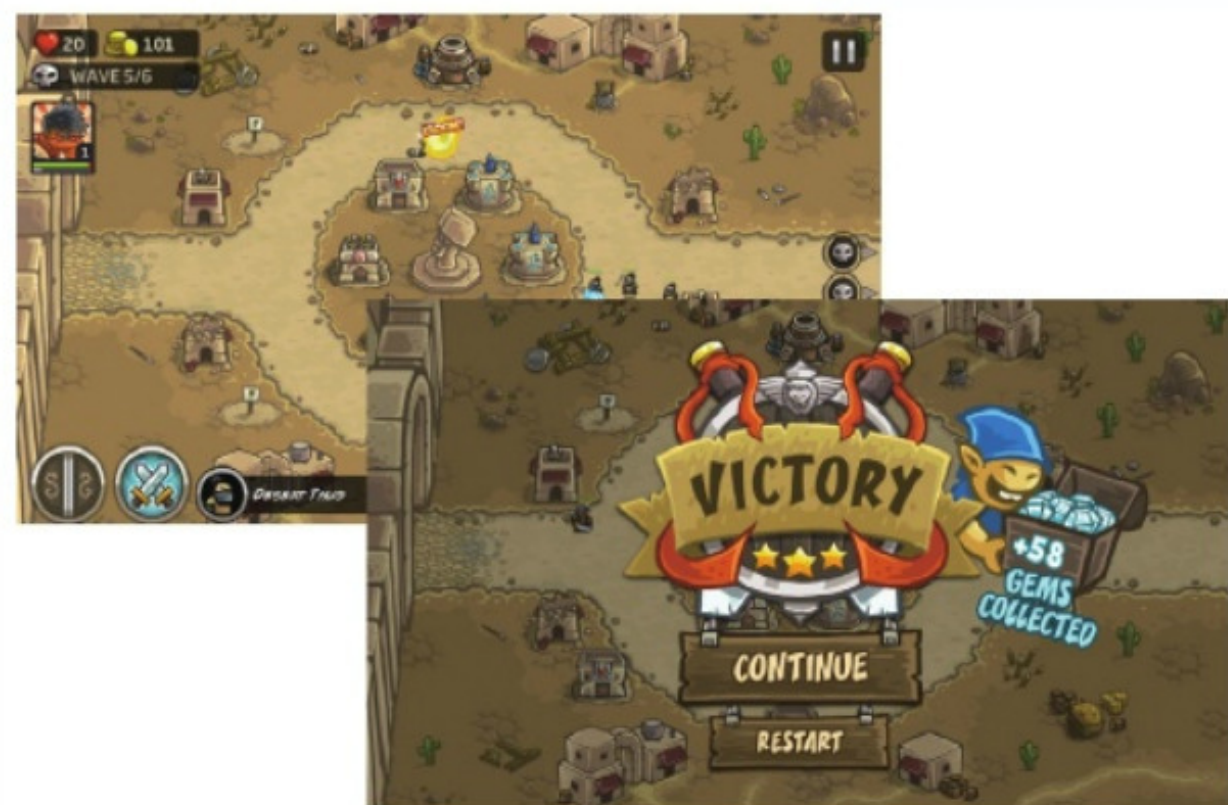 20 101
WAVE 5/6
1
VICTORY
+58
GEMS
COLLECTED
CONTINUE
RESTART